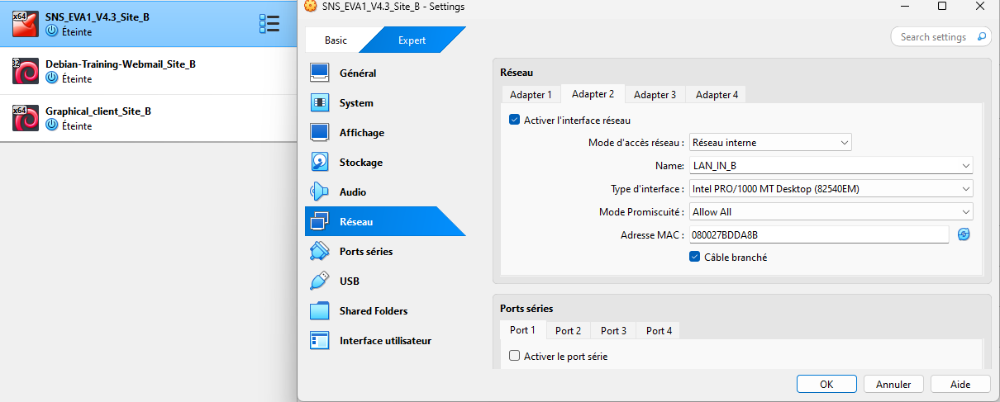 SNS_EVA1_V4.3_Site_B
Éteinte
Debian-Training-Webmail_Site_B
Éteinte
Graphical_client_Site_B
Éteinte
SNS_EVA1_V4.3_Site_B - Settings
Basic Expert
Search settings
Général
System
Affichage
Stockage
Audio
Réseau
Ports séries
USB
Shared Folders
Interface utilisateur
Réseau
Adapter 1 Adapter 2 Adapter 3 Adapter 4
Activer l'interface réseau
Mode d'accès réseau : Réseau interne
Name: LAN_IN_B
Type d'interface : Intel PRO/1000 MT Desktop (82540EM)
Mode Promiscuité : Allow All
Adresse MAC : 080027BDDA8B
Câble branché
Ports séries
Port 1 Port 2 Port 3 Port 4
Activer le port série
OK Annuler Aide